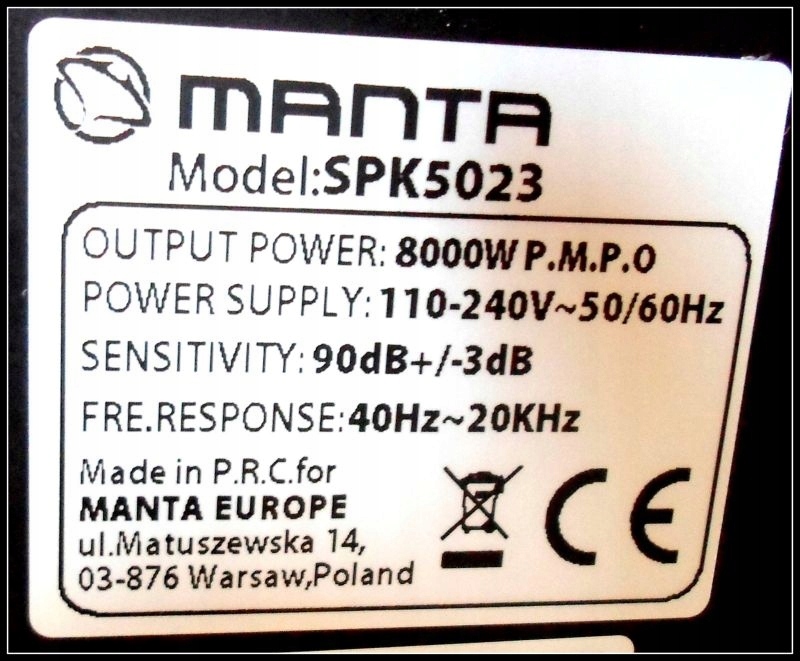 MANTA
Model:SPK5023
OUTPUT POWER: 8000W P.M.P.O
POWER SUPPLY: 110-240V~50/60Hz
SENSITIVITY: 90dB+/-3dB
FRE.RESPONSE:40Hz~20KHz
Made in P.R.C.for
MANTA EUROPE
ul.Matuszewska 14,
03-876 Warsaw,Poland
CE